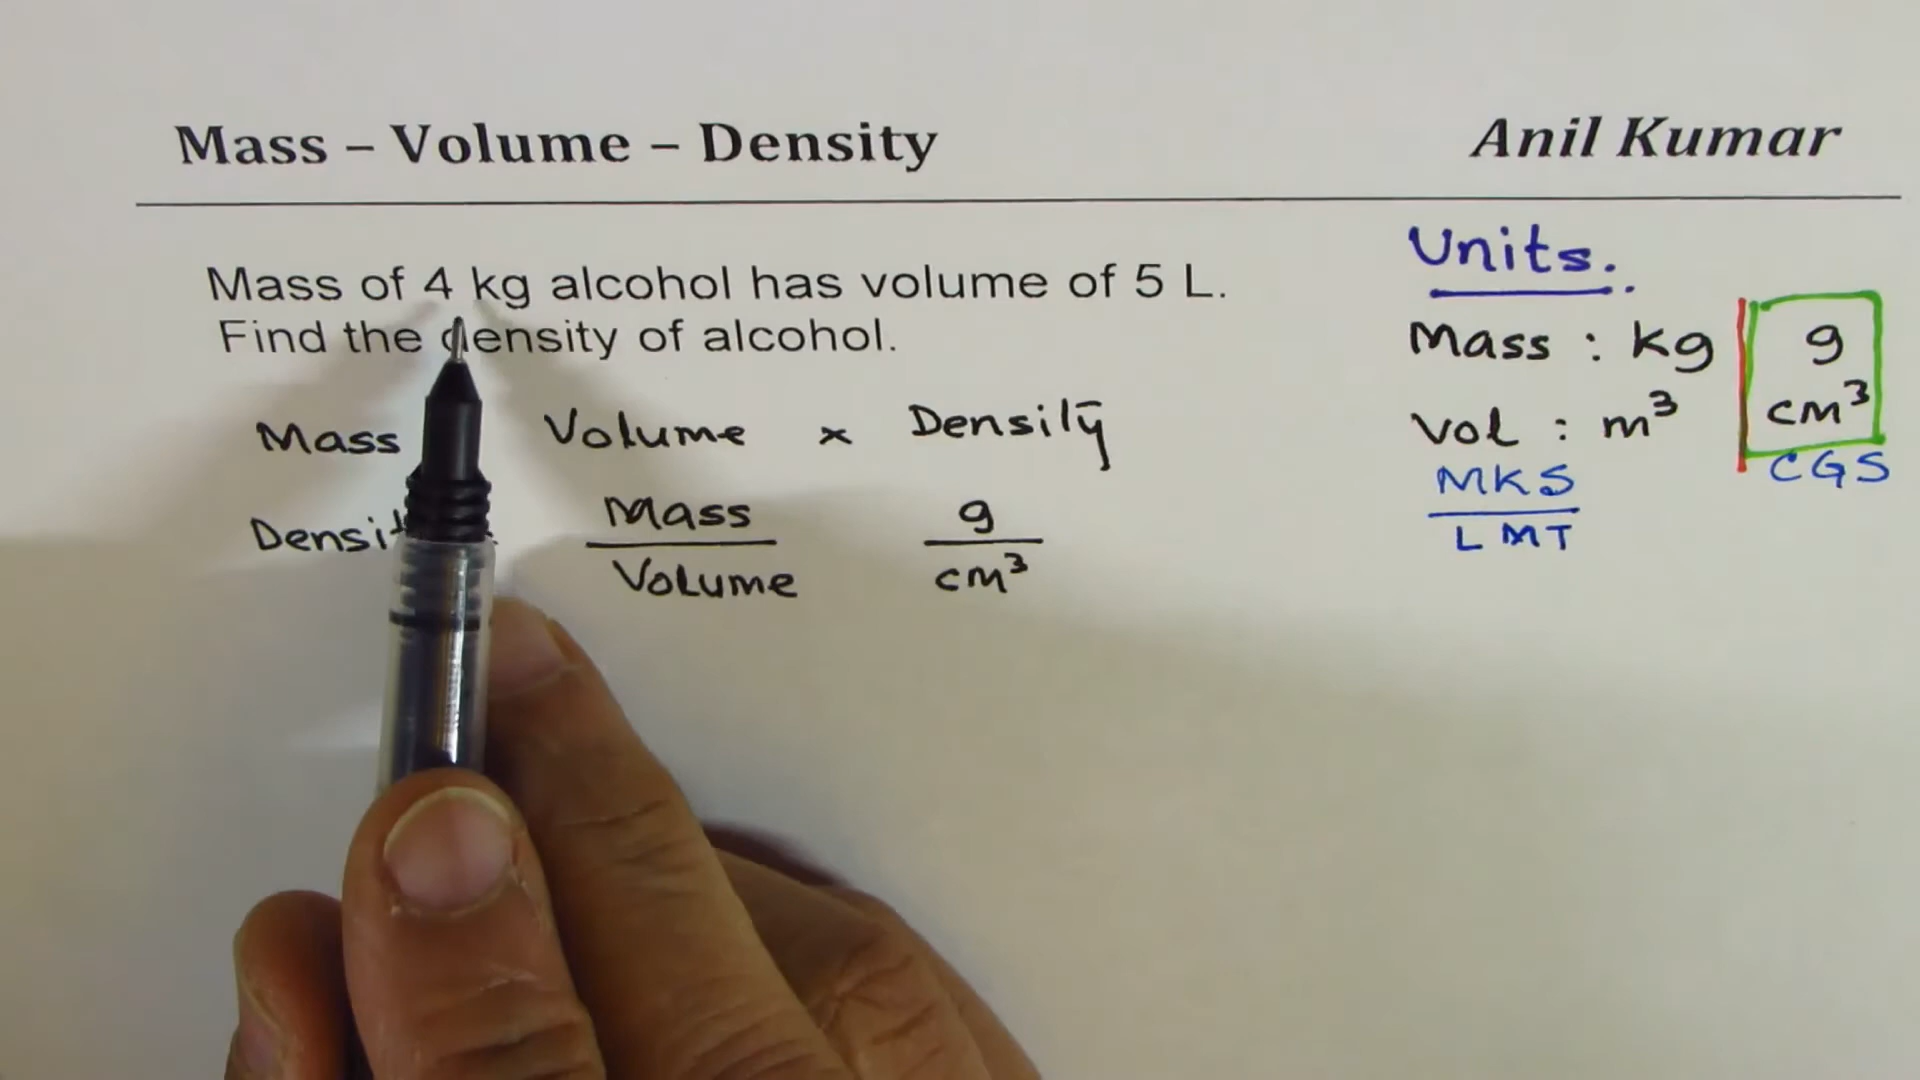 Mass – Volume – Density
Anil Kumar
Mass of 4 kg alcohol has volume of 5 L.
Find the density of alcohol.
Mass Volume × Density
Mass
Volume
g
cm³
Units.
Mass : kg g
Vol : m³ cm³
MKS CGS
LMT